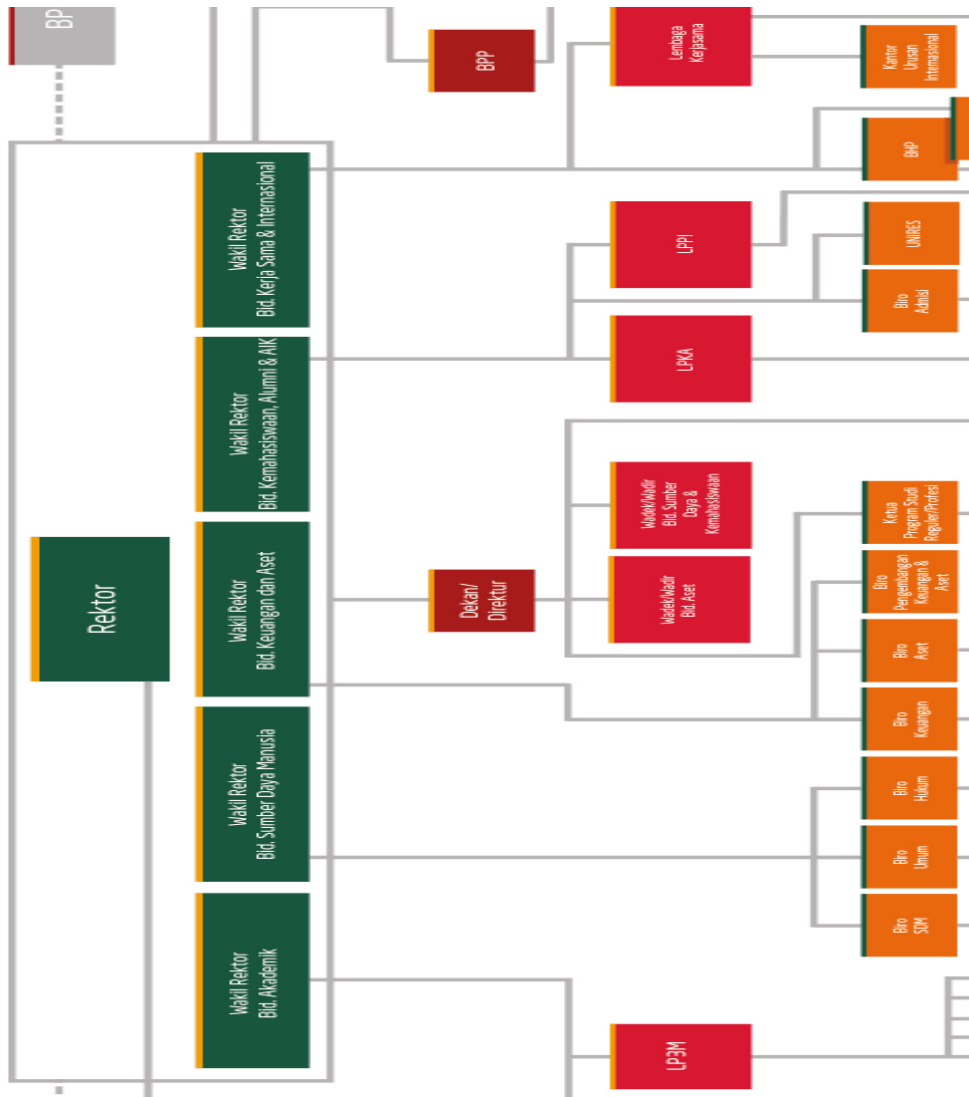 BP
Rektor
Wakil Rektor
Bid. Akademik
Wakil Rektor
Bid. Sumber Daya Manusia
Wakil Rektor
Bid. Keuangan dan Aset
Wakil Rektor
Bid. Kemahasiswaan, Alumni & AIK
Wakil Rektor
Bid. Kerja Sama & Internasional
Dekan/
Direktur
BPP
LP3M
Wadek/Wadir
Bid. Aset
Wadek/Wadir
Bid. Sumber
Daya &
Kemahasiswaan
LPKA
LPPI
Lembaga
Kerjasama
Biro
SDM
Biro
Umum
Biro
Hukum
Biro
Keuangan
Biro
Aset
Biro
Pengembangan
Keuangan &
Aset
Ketua
Program Studi
Reguler/Profesi
Biro
Admisi
UNIRES
BHP
Kantor
Urusan
Internasional